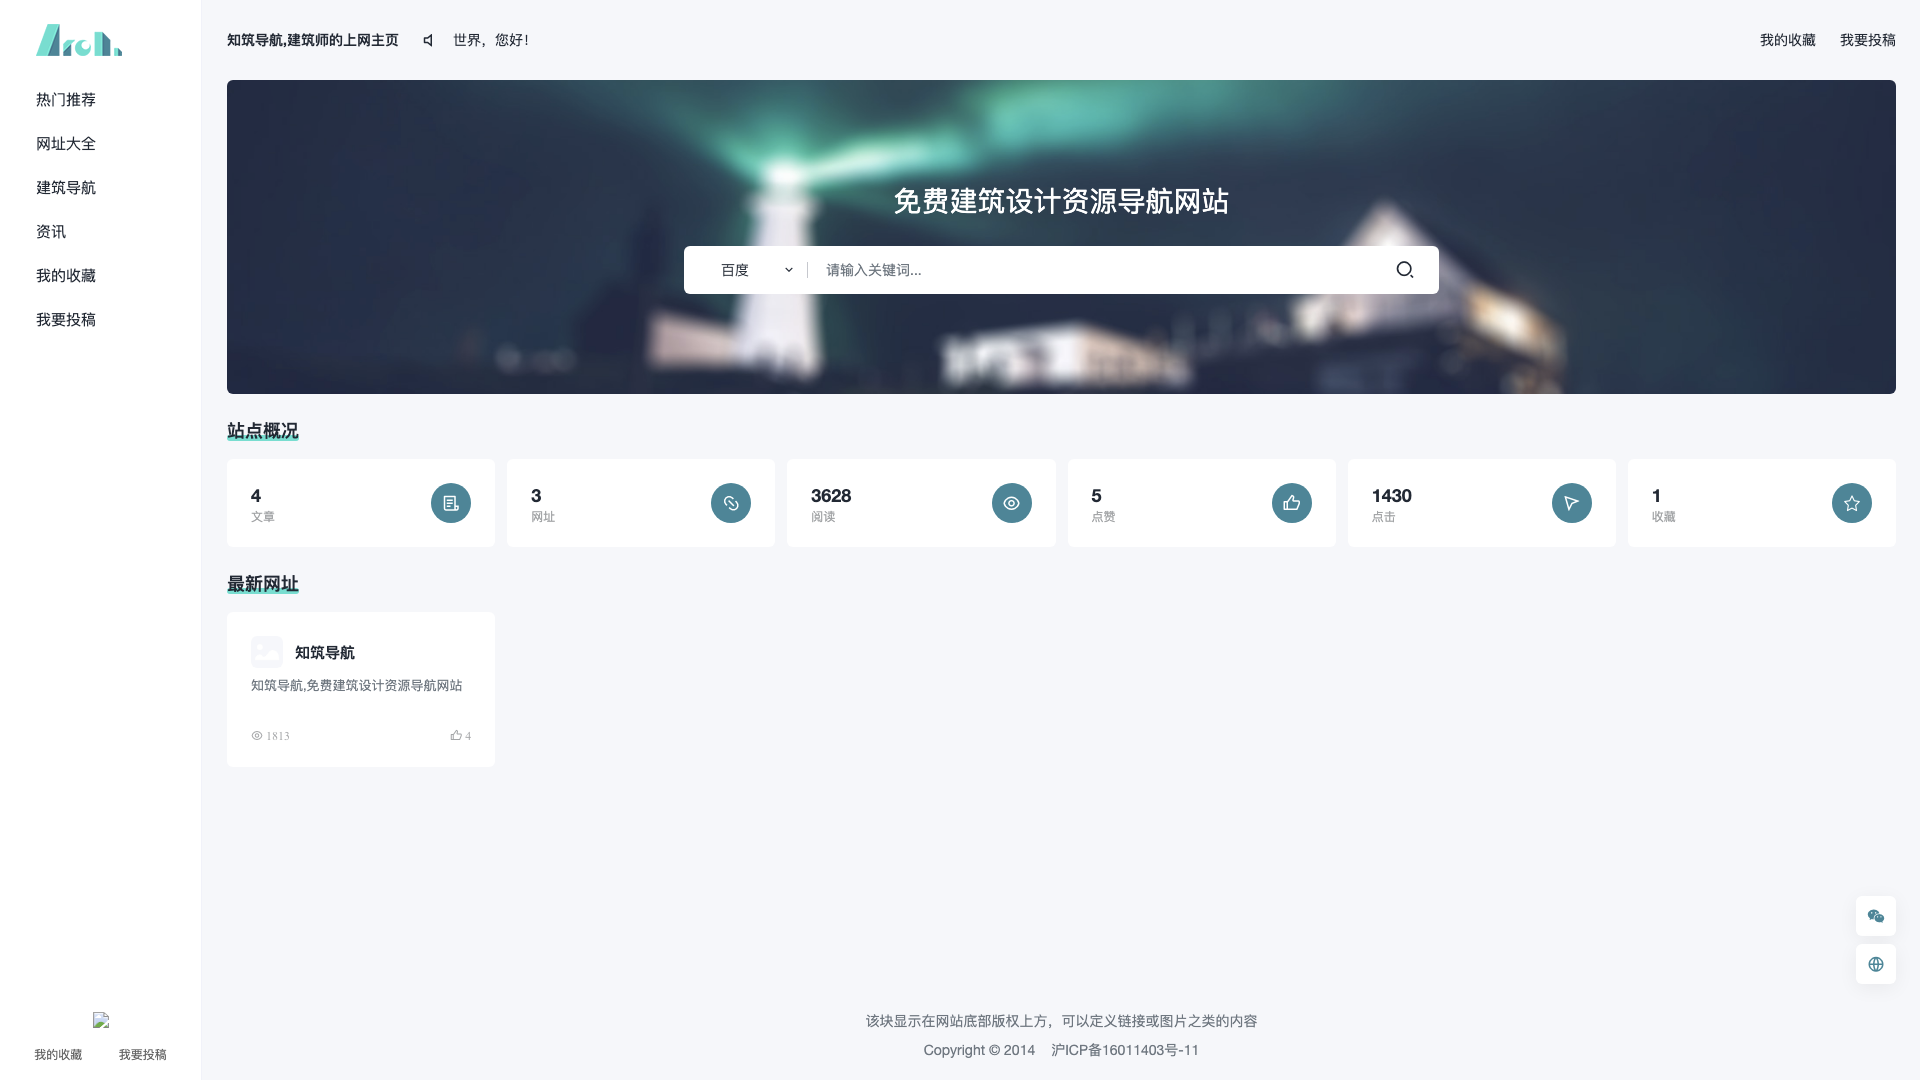 Arch.
热门推荐
网址大全
建筑导航
资讯
我的收藏
我要投稿
我的收藏
我要投稿
知筑导航,建筑师的上网主页
世界，您好！
我的收藏
我要投稿
免费建筑设计资源导航网站
百度
请输入关键词...
站点概况
4
文章
3
网址
3628
阅读
5
点赞
1430
点击
1
收藏
最新网址
知筑导航
知筑导航,免费建筑设计资源导航网站
1813
4
该块显示在网站底部版权上方，可以定义链接或图片之类的内容
Copyright © 2014 沪ICP备16011403号-11